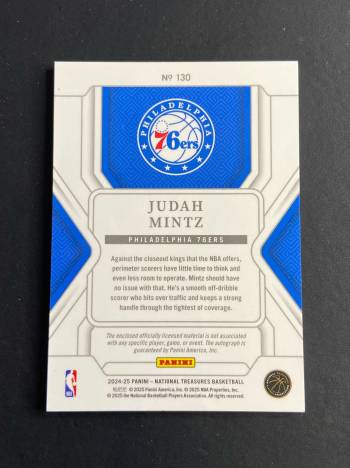 Nº 130
PHILADELPHIA
76ers
JUDAH
MINTZ
PHILADELPHIA 76ERS
Against the closeout kings that the NBA offers,
perimeter scorers have little time to think and
even less room to operate. Mintz should have
no issue with that. He's a smooth off-dribble
scorer who hits over traffic and keeps a strong
handle through the tightest of coverage.
The enclosed officially licensed material is not associated
with any specific player, game, or event. The autograph is
guaranteed by Panini America, Inc.
PANINI
2024-25 PANINI – NATIONAL TREASURES BASKETBALL
© 2025 Panini America, Inc. © 2025 NBA Properties, Inc.
© 2025 the National Basketball Players Association. All rights reserved.